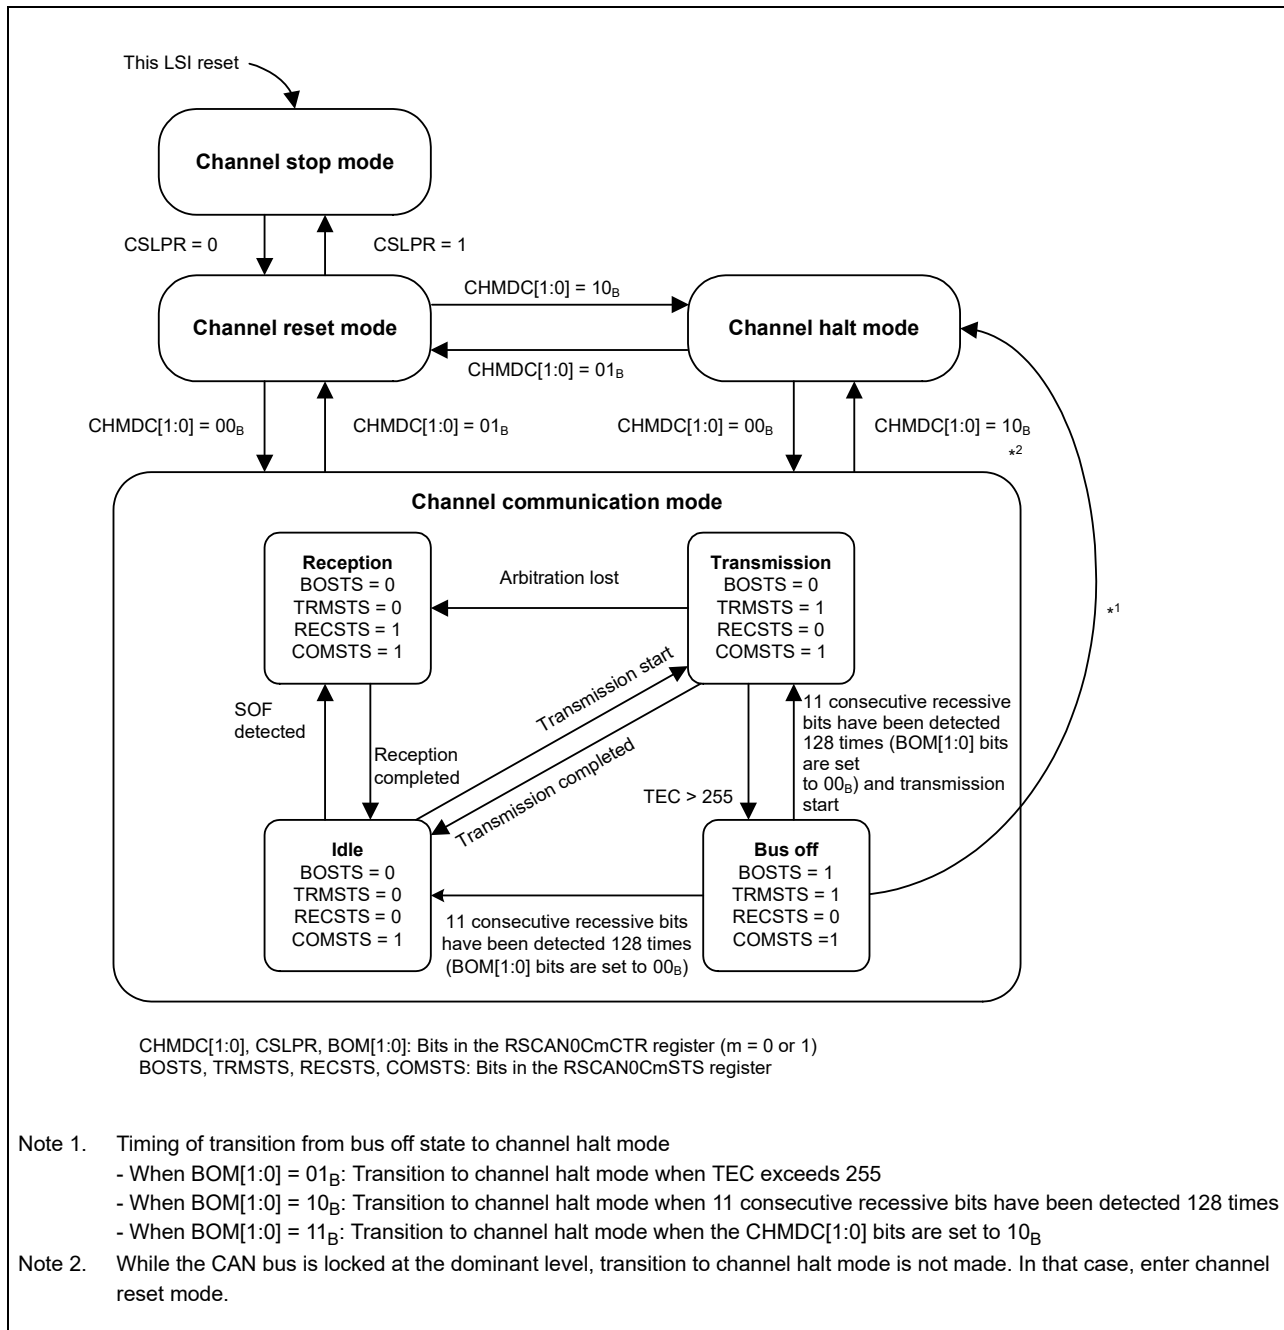 This LSI reset
Channel stop mode
CSLPR = 0
CSLPR = 1
Channel reset mode
CHMDC[1:0] = 10B
Channel halt mode
CHMDC[1:0] = 01B
CHMDC[1:0] = 00B
CHMDC[1:0] = 01B
CHMDC[1:0] = 00B
CHMDC[1:0] = 10B
*2
Channel communication mode
Reception
BOSTS = 0
TRMSTS = 0
RECSTS = 1
COMSTS = 1
Arbitration lost
Transmission
BOSTS = 0
TRMSTS = 1
RECSTS = 0
COMSTS = 1
*1
SOF
detected
Reception
completed
Transmission start
Transmission completed
TEC > 255
11 consecutive recessive
bits have been detected
128 times (BOM[1:0] bits
are set
to 00B) and transmission
start
Idle
BOSTS = 0
TRMSTS = 0
RECSTS = 0
COMSTS = 1
11 consecutive recessive bits
have been detected 128 times
(BOM[1:0] bits are set to 00B)
Bus off
BOSTS = 1
TRMSTS = 1
RECSTS = 0
COMSTS =1
CHMDC[1:0], CSLPR, BOM[1:0]: Bits in the RSCAN0CmCTR register (m = 0 or 1)
BOSTS, TRMSTS, RECSTS, COMSTS: Bits in the RSCAN0CmSTS register
Note 1. Timing of transition from bus off state to channel halt mode
- When BOM[1:0] = 01B: Transition to channel halt mode when TEC exceeds 255
- When BOM[1:0] = 10B: Transition to channel halt mode when 11 consecutive recessive bits have been detected 128 times
- When BOM[1:0] = 11B: Transition to channel halt mode when the CHMDC[1:0] bits are set to 10B
Note 2. While the CAN bus is locked at the dominant level, transition to channel halt mode is not made. In that case, enter channel
reset mode.